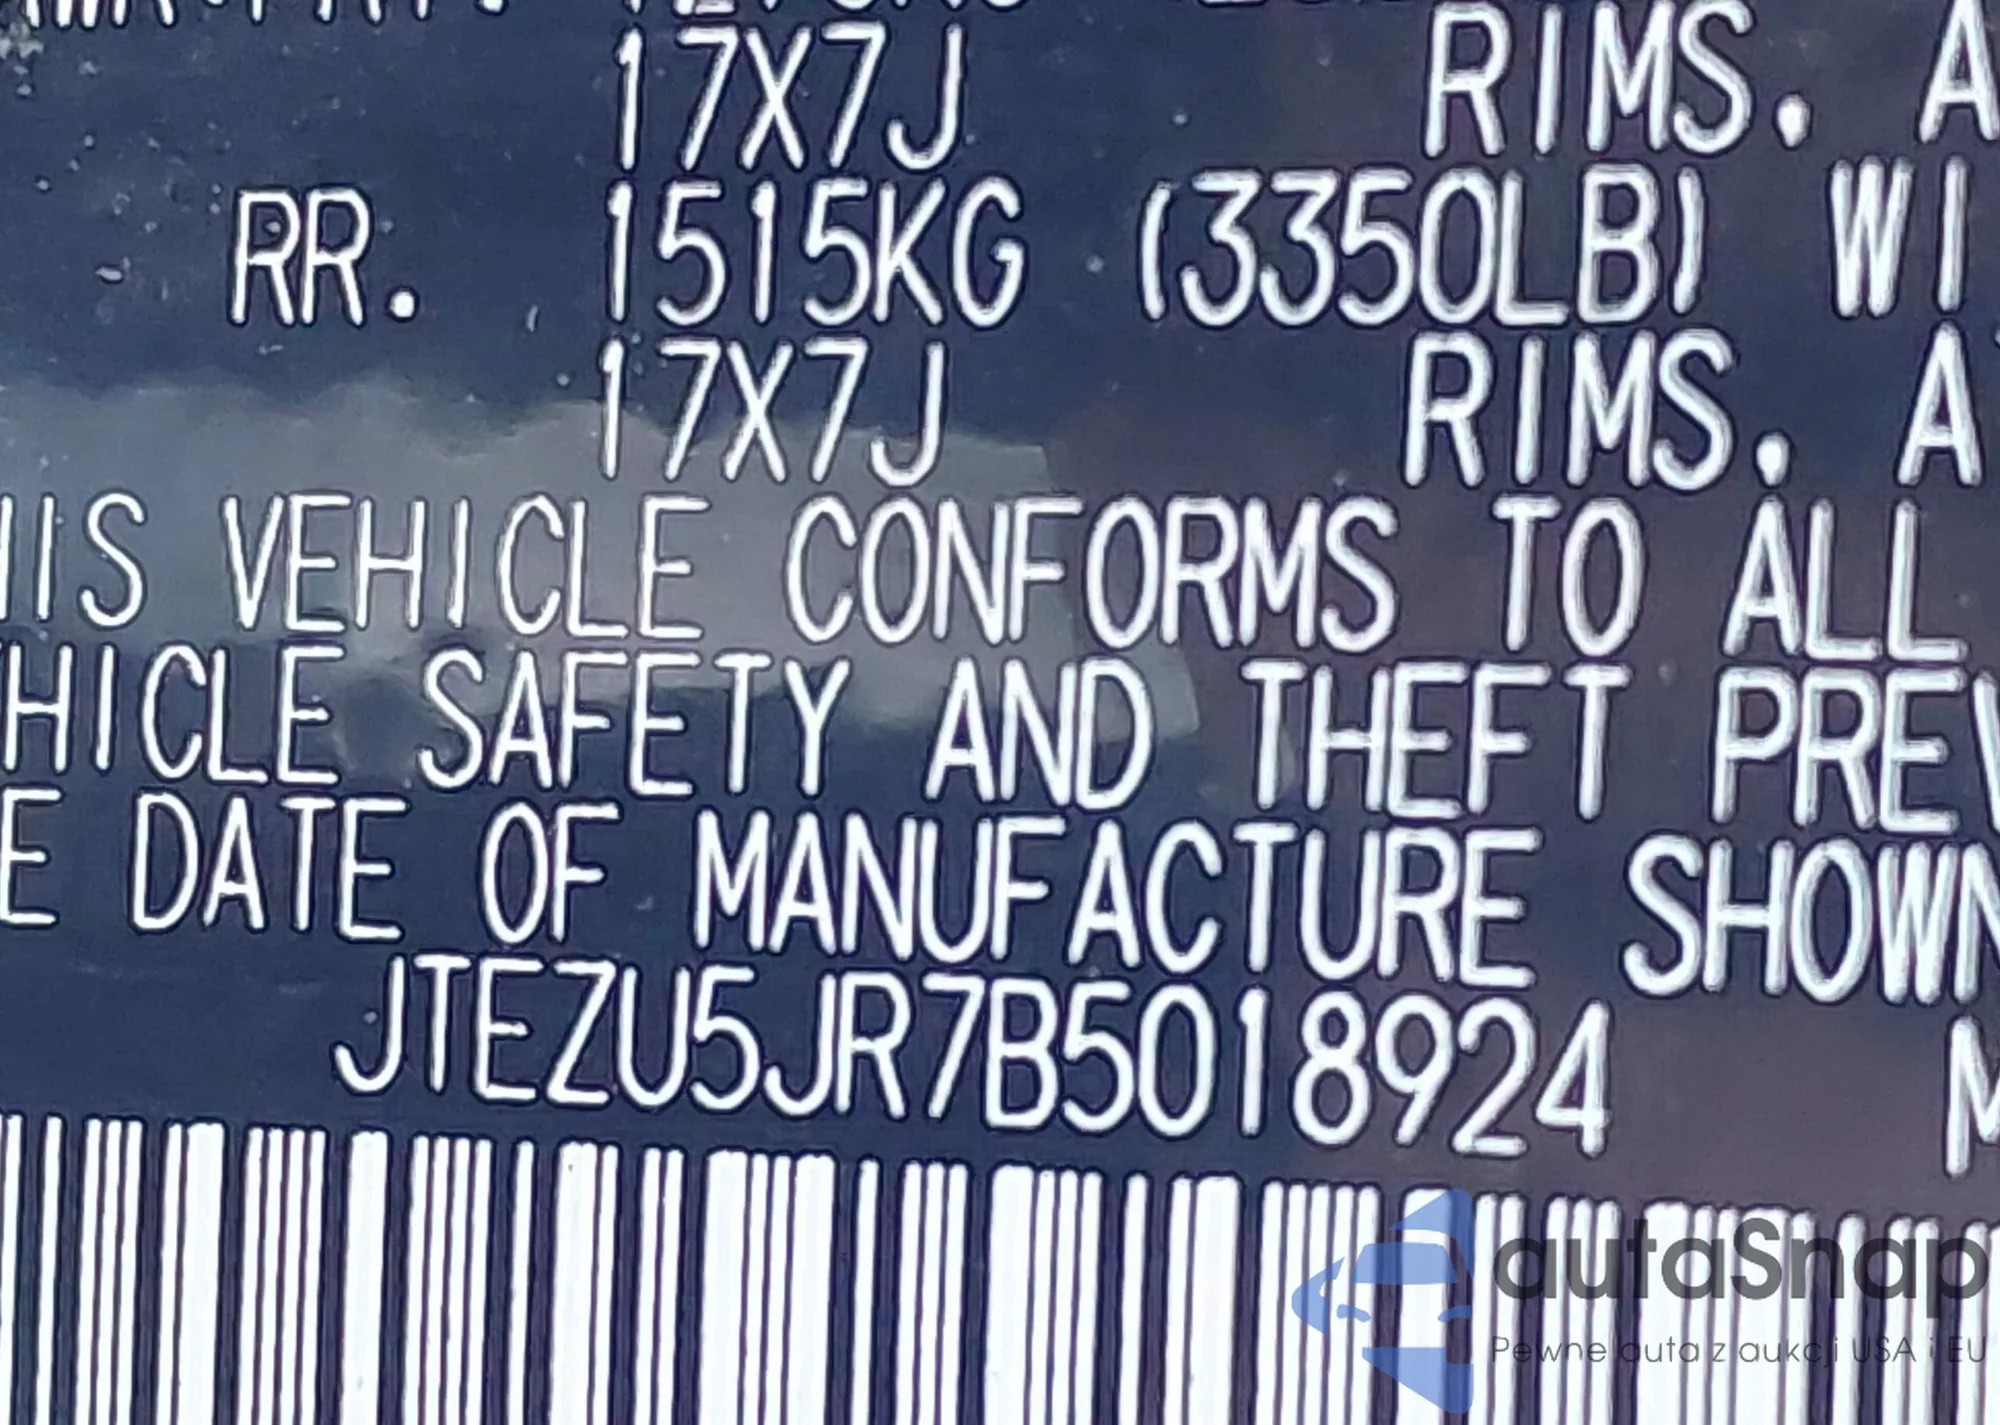 17X7J RIMS. A
RR. 1515KG (3350LB) WI
17X7J RIMS. A
HIS VEHICLE CONFORMS TO ALL
HICLE SAFETY AND THEFT PREV
E DATE OF MANUFACTURE SHOWN
JTEZU5JR7B5018924 M
autaSnap
Pewne auta z aukcji USA i EU